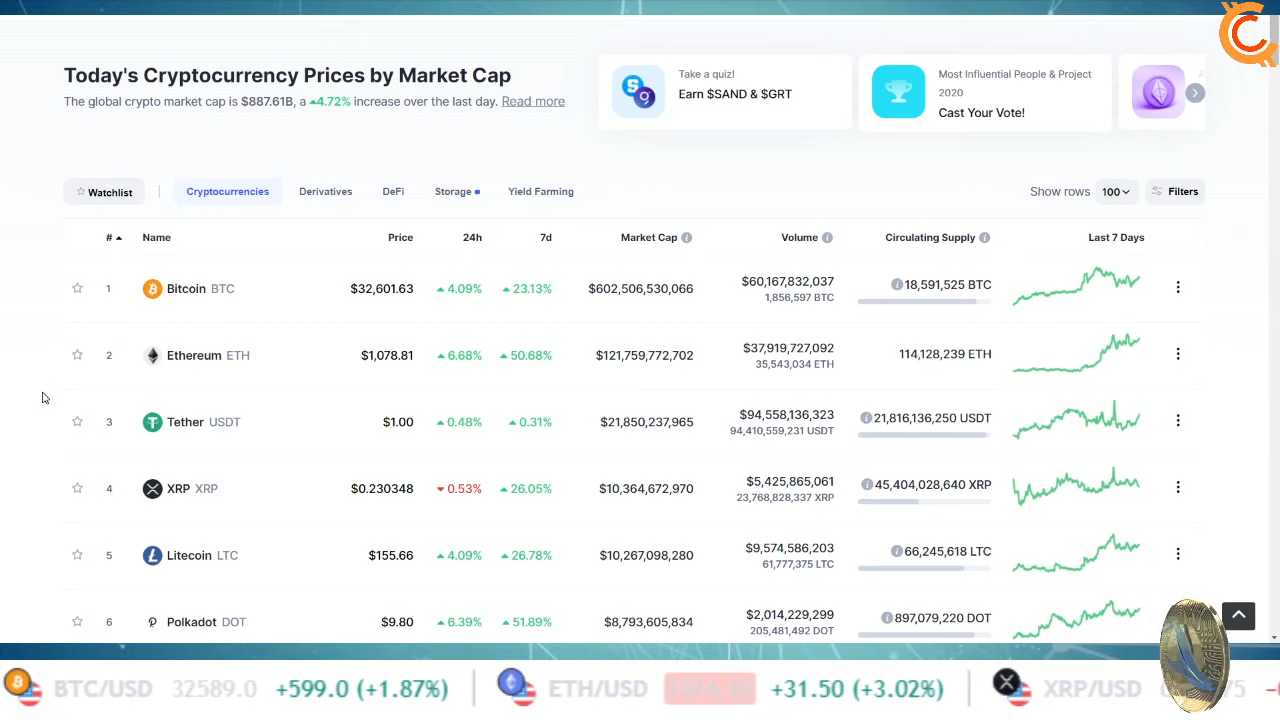 Today's Cryptocurrency Prices by Market Cap
The global crypto market cap is $887.61B, a 4.72% increase over the last day. Read more
Take a quiz!
Earn $SAND & $GRT
Most Influential People & Project
2020
Cast Your Vote!
Watchlist
Cryptocurrencies Derivatives DeFi Storage Yield Farming
Show rows 100 Filters
# Name Price 24h 7d Market Cap Volume Circulating Supply Last 7 Days
1 Bitcoin BTC $32,601.63 4.09% 23.13% $602,506,530,066 $60,167,832,037 18,591,525 BTC
1,856,597 BTC
2 Ethereum ETH $1,078.81 6.68% 50.68% $121,759,772,702 $37,919,727,092 114,128,239 ETH
35,543,034 ETH
3 Tether USDT $1.00 0.48% 0.31% $21,850,237,965 $94,558,136,323 21,816,136,250 USDT
94,410,559,231 USDT
4 XRP XRP $0.230348 0.53% 26.05% $10,364,672,970 $5,425,865,061 45,404,028,640 XRP
23,768,828,337 XRP
5 Litecoin LTC $155.66 4.09% 26.78% $10,267,098,280 $9,574,586,203 66,245,618 LTC
61,777,375 LTC
6 Polkadot DOT $9.80 6.39% 51.89% $8,793,605,834 $2,014,229,299 897,079,220 DOT
205,481,492 DOT
BTC/USD 32589.0 +599.0 (+1.87%) ETH/USD +31.50 (+3.02%) XRP/USD